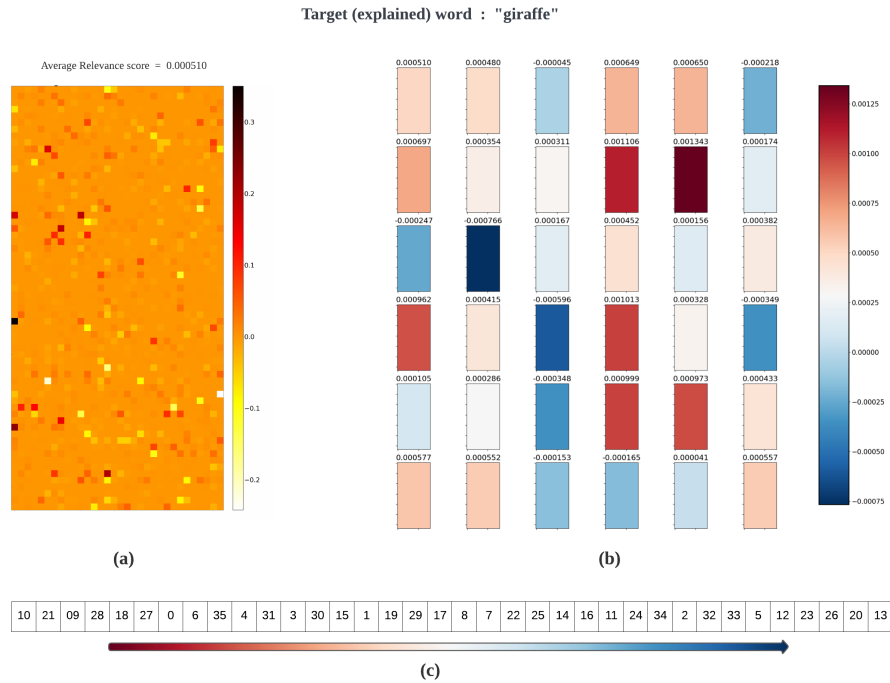 Target (explained) word : "giraffe"
Average Relevance score = 0.000510
0.3
0.2
0.1
0.0
−0.1
−0.2
(a)
0.000510 0.000480 -0.000045 0.000649 0.000650 -0.000218
0.000697 0.000354 0.000311 0.001106 0.001343 0.000174
-0.000247 -0.000766 0.000167 0.000452 0.000156 0.000382
0.000962 0.000415 -0.000596 0.001013 0.000328 -0.000349
0.000105 0.000286 -0.000348 0.000999 0.000973 0.000433
0.000577 0.000552 -0.000153 -0.000165 0.000041 0.000557
0.00125
0.00100
0.00075
0.00050
0.00025
0.00000
−0.00025
−0.00050
−0.00075
(b)
10 21 09 28 18 27 0 6 35 4 31 3 30 15 1 19 29 17 8 7 22 25 14 16 11 24 34 2 32 33 5 12 23 26 20 13
(c)